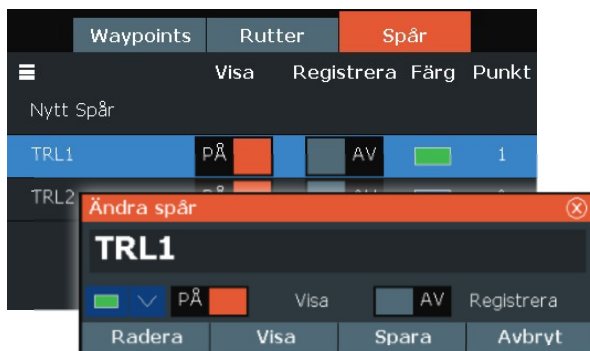 Waypoints Rutter Spår
Visa Registrera Färg Punkt
Nytt Spår
TRL1 PÅ AV 1
TRL2
Ändra spår
TRL1
PÅ Visa AV Registrera
Radera Visa Spara Avbryt